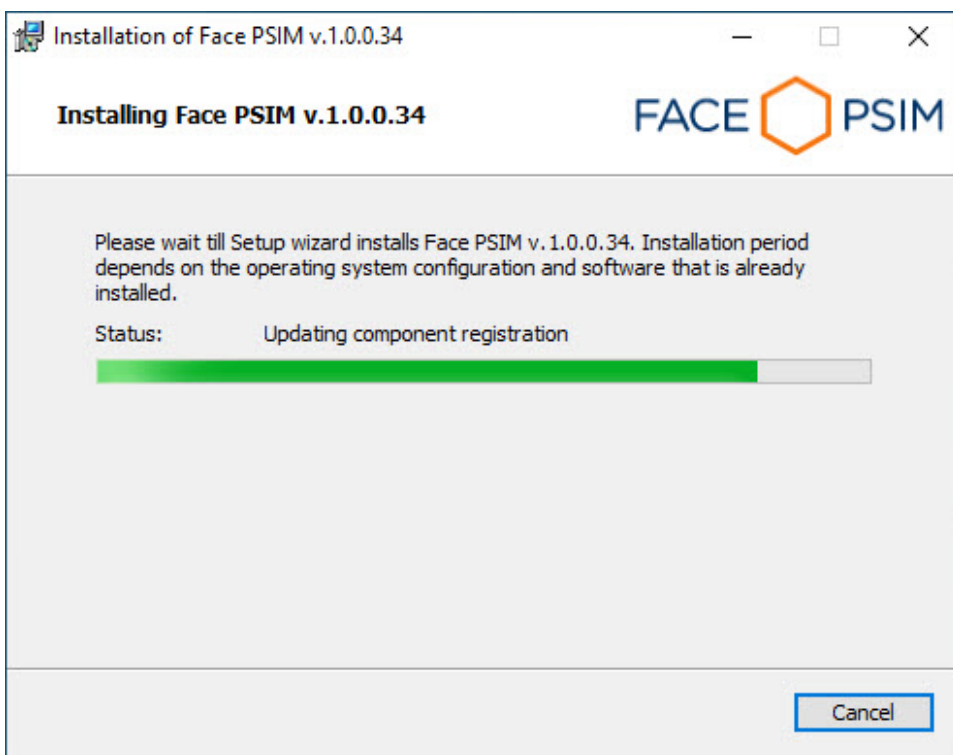 Installation of Face PSIM v.1.0.0.34
Installing Face PSIM v.1.0.0.34
FACE PSIM
Please wait till Setup wizard installs Face PSIM v.1.0.0.34. Installation period
depends on the operating system configuration and software that is already
installed.
Status: Updating component registration
Cancel